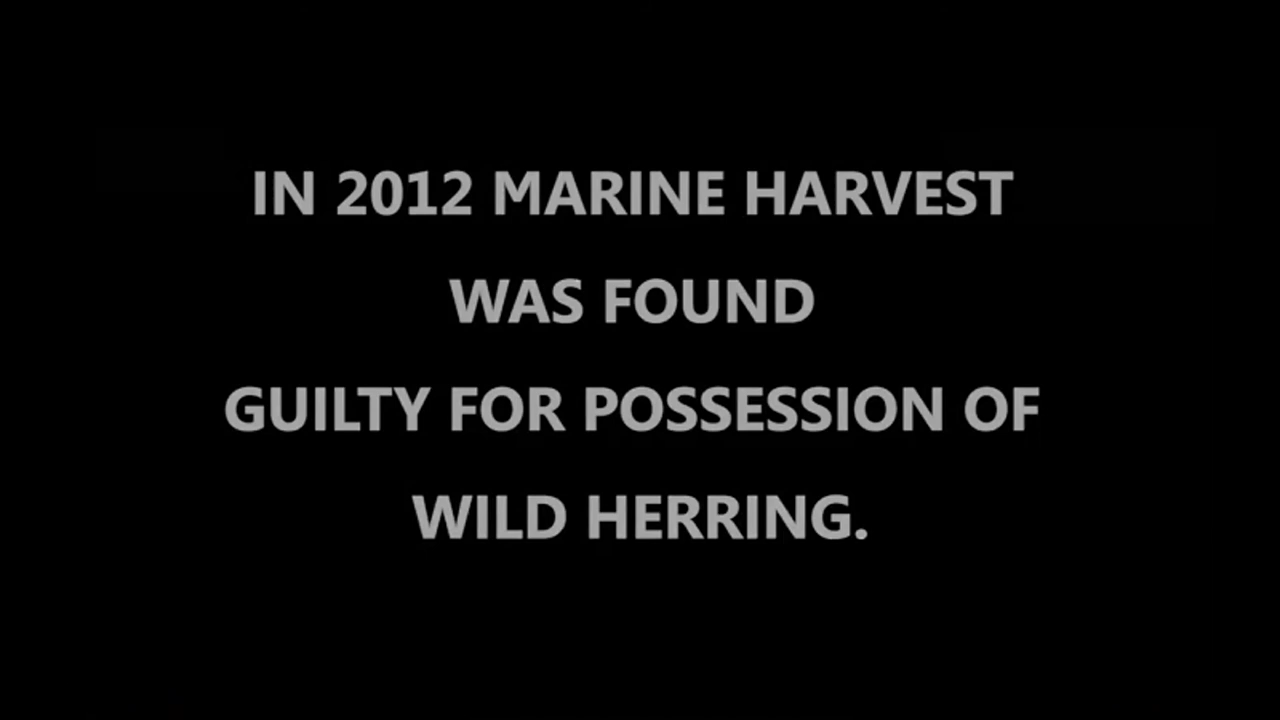 IN 2012 MARINE HARVEST
WAS FOUND
GUILTY FOR POSSESSION OF
WILD HERRING.